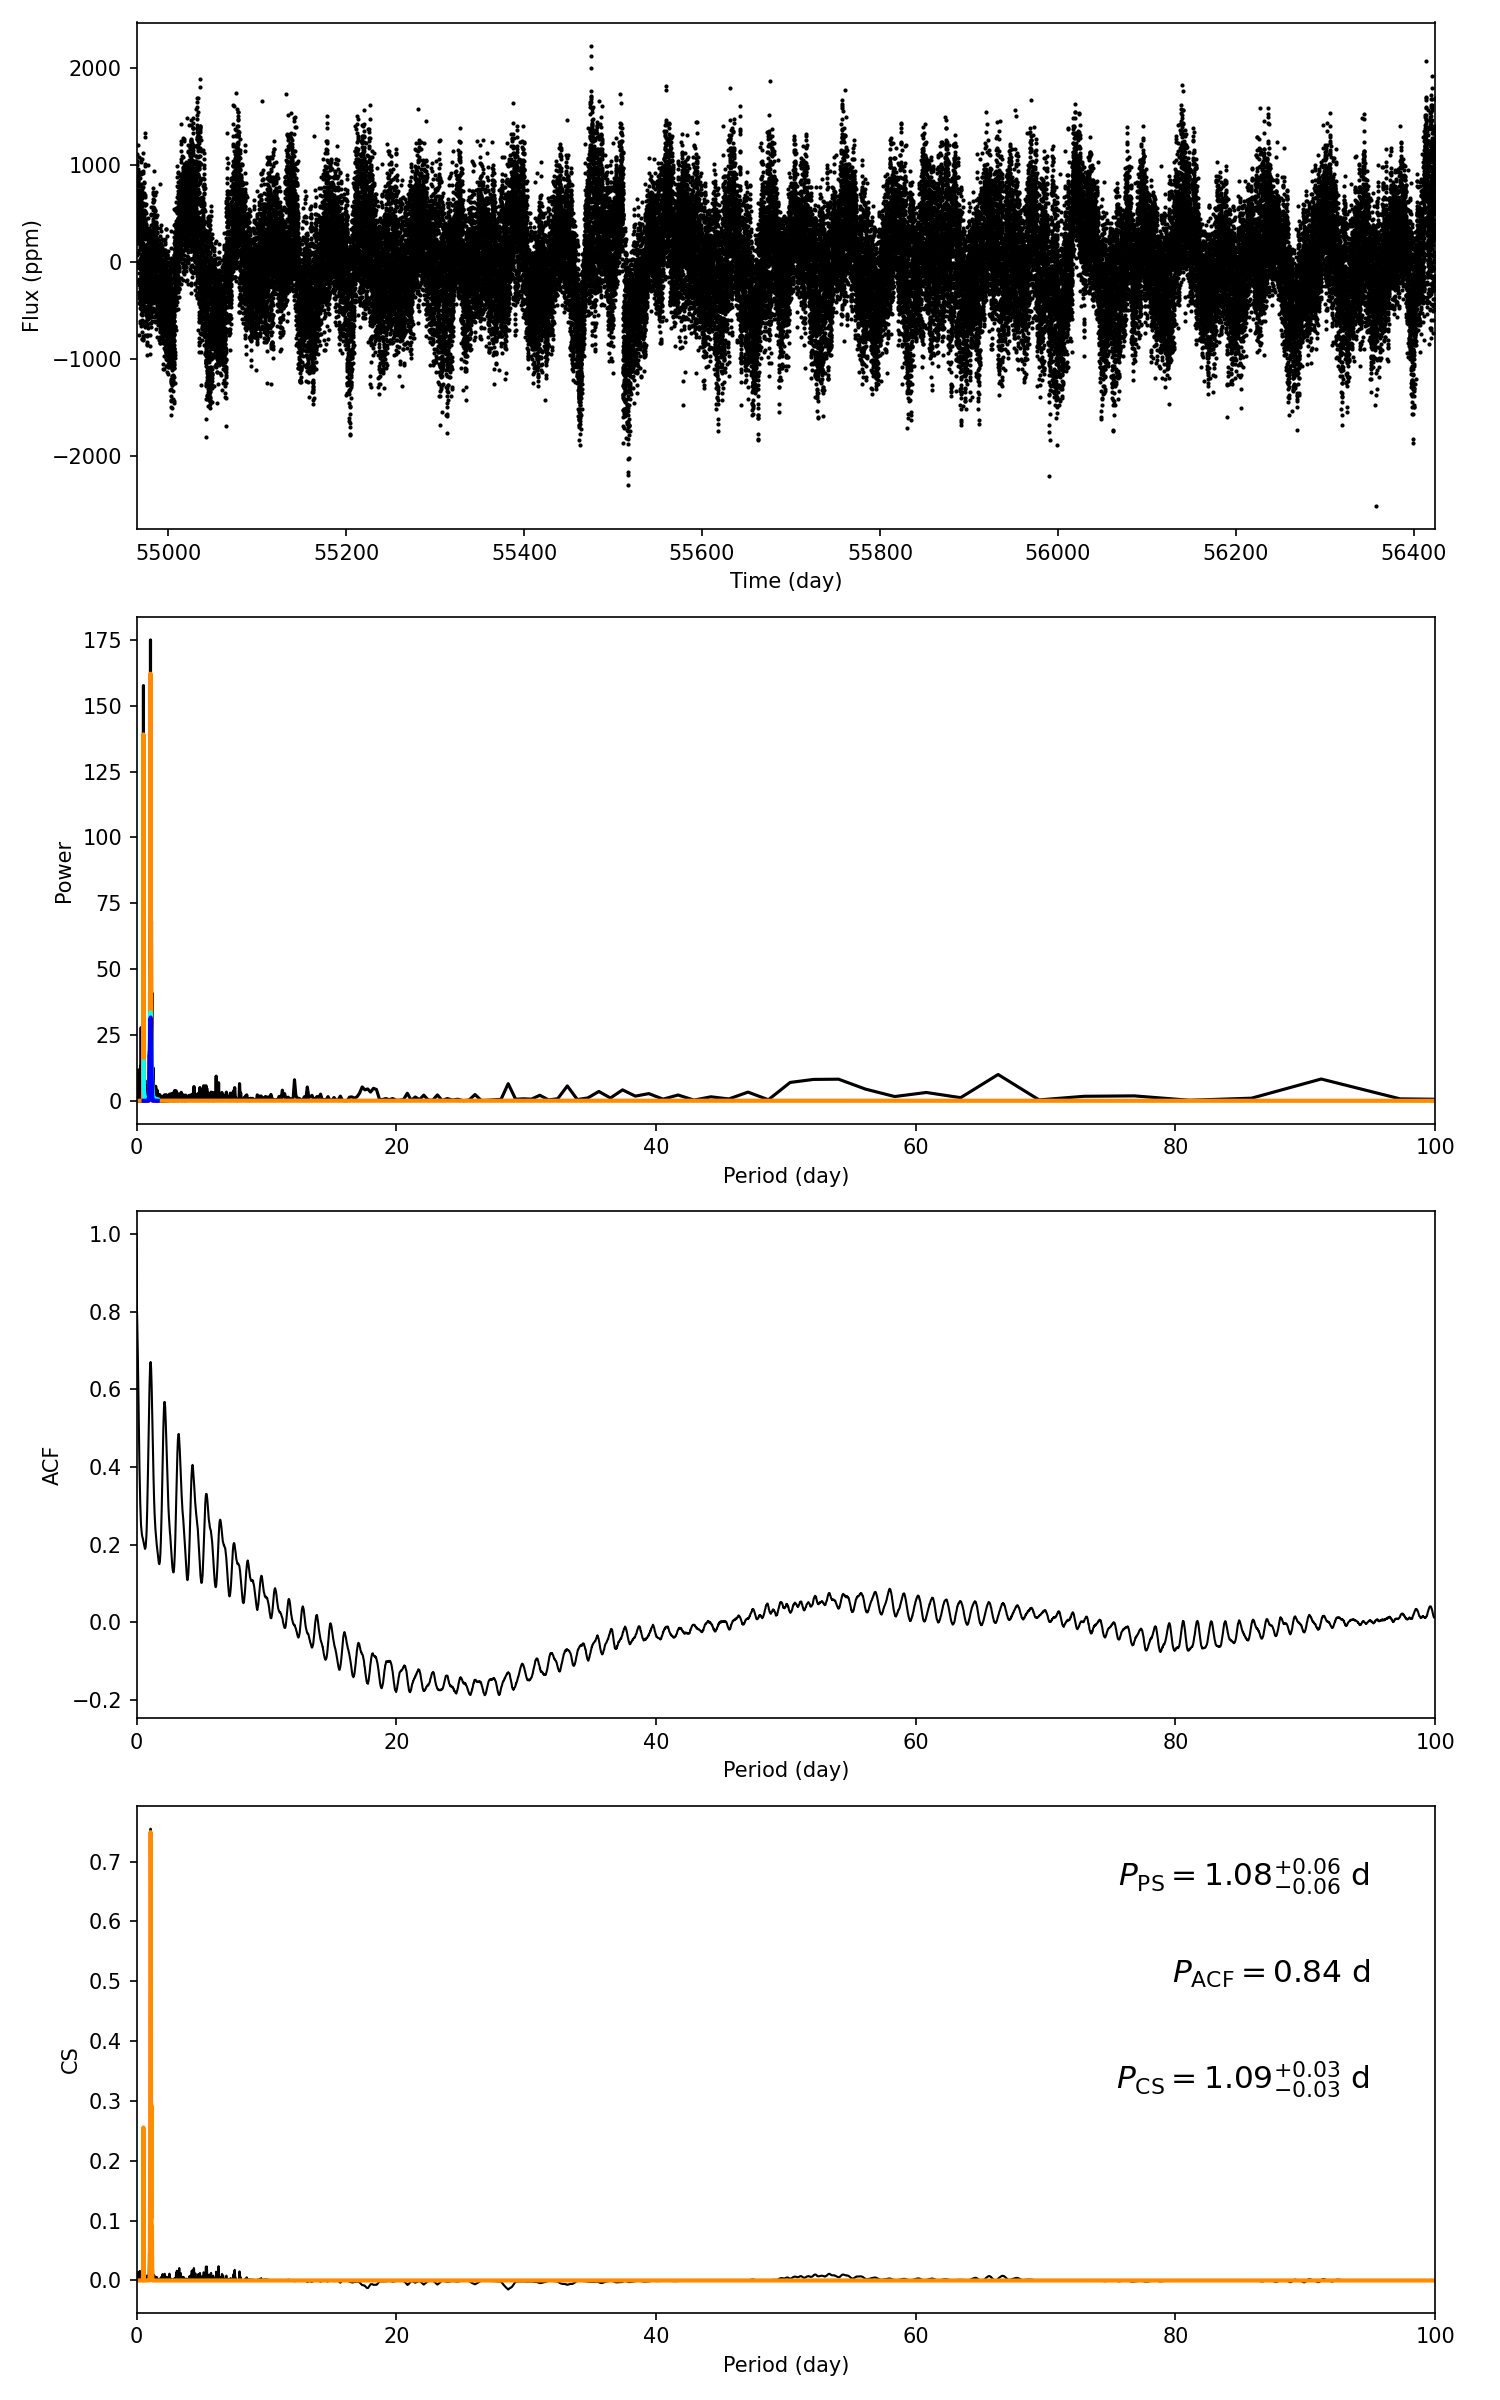 2000
1000
0
−1000
−2000
Flux (ppm)
55000 55200 55400 55600 55800 56000 56200 56400
Time (day)
175
150
125
100
75
50
25
0
Power
0 20 40 60 80 100
Period (day)
1.0
0.8
0.6
0.4
0.2
0.0
−0.2
ACF
0 20 40 60 80 100
Period (day)
0.7
0.6
0.5
0.4
0.3
0.2
0.1
0.0
CS
P_PS = 1.08 +0.06 −0.06 d
P_ACF = 0.84 d
P_CS = 1.09 +0.03 −0.03 d
0 20 40 60 80 100
Period (day)